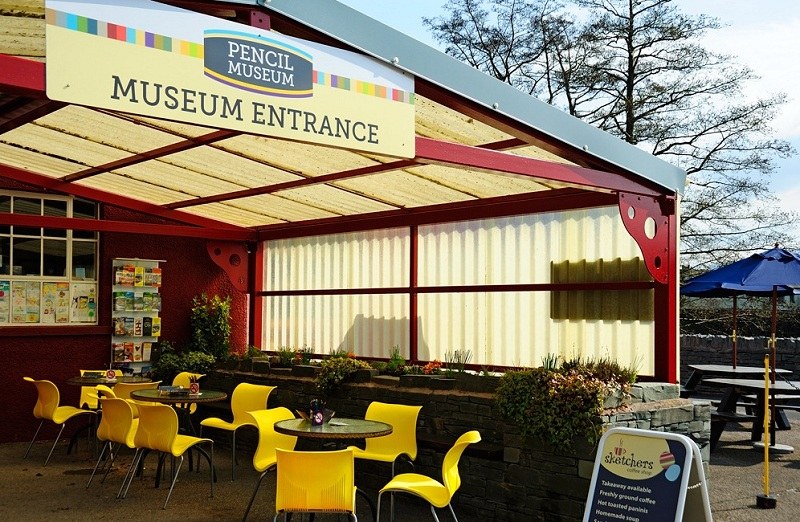 PENCIL
MUSEUM
MUSEUM ENTRANCE
sketchers
coffee shop
Takeaway available
Freshly ground coffee
Hot toasted paninis
Homemade soup